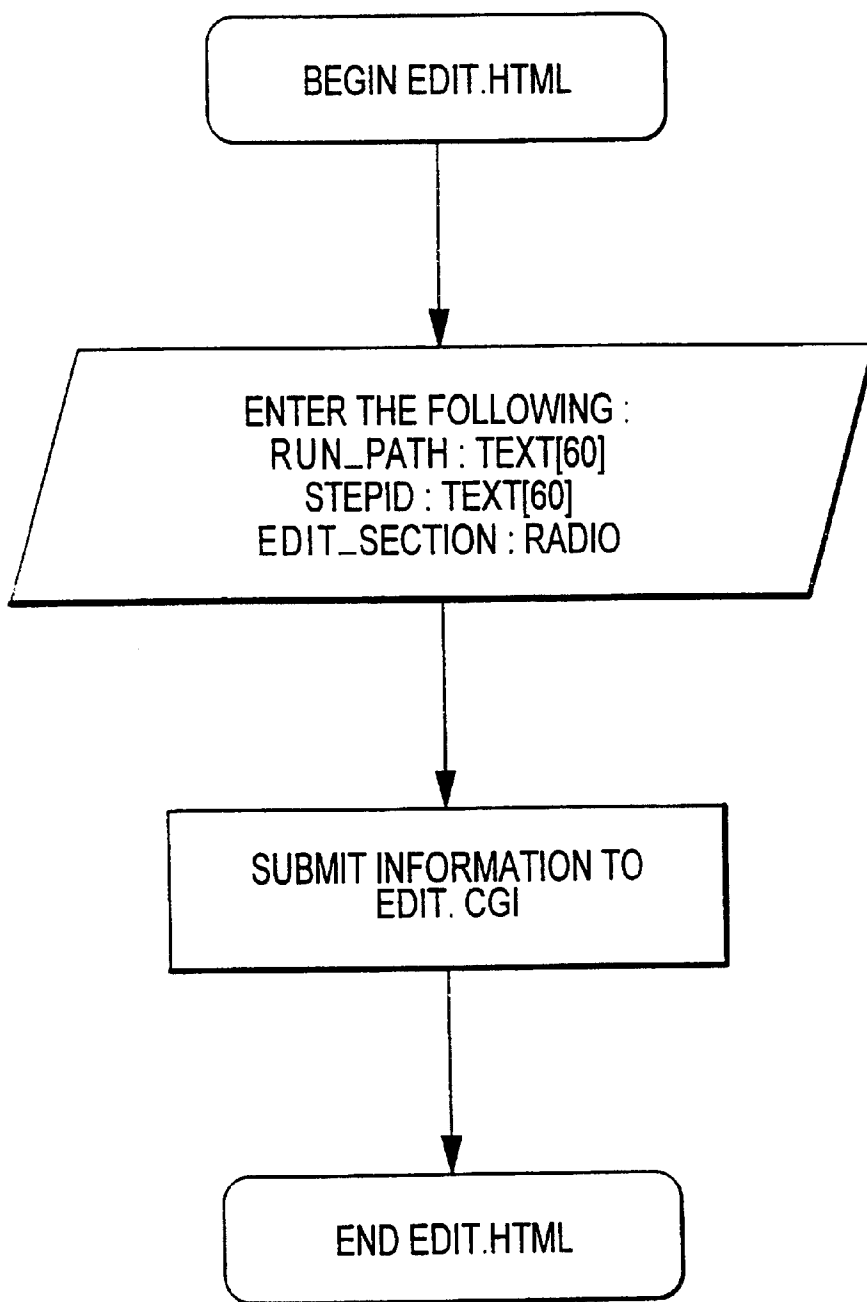 BEGIN EDIT.HTML
ENTER THE FOLLOWING :
RUN_PATH : TEXT[60]
STEPID : TEXT[60]
EDIT_SECTION : RADIO
SUBMIT INFORMATION TO
EDIT. CGI
END EDIT.HTML